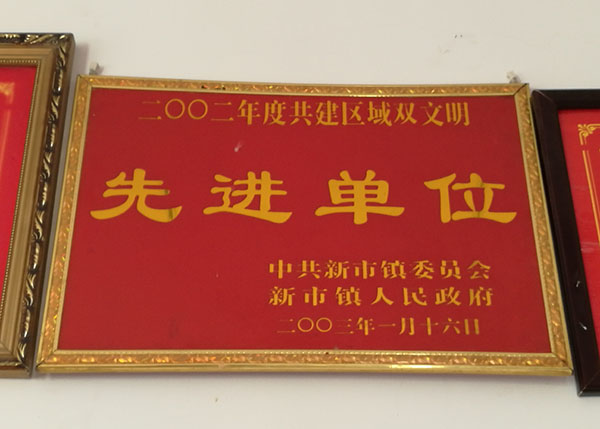 二〇〇二年度共建区域双文明
先进单位
中共新市镇委员会
新市镇人民政府
二〇〇三年一月十六日